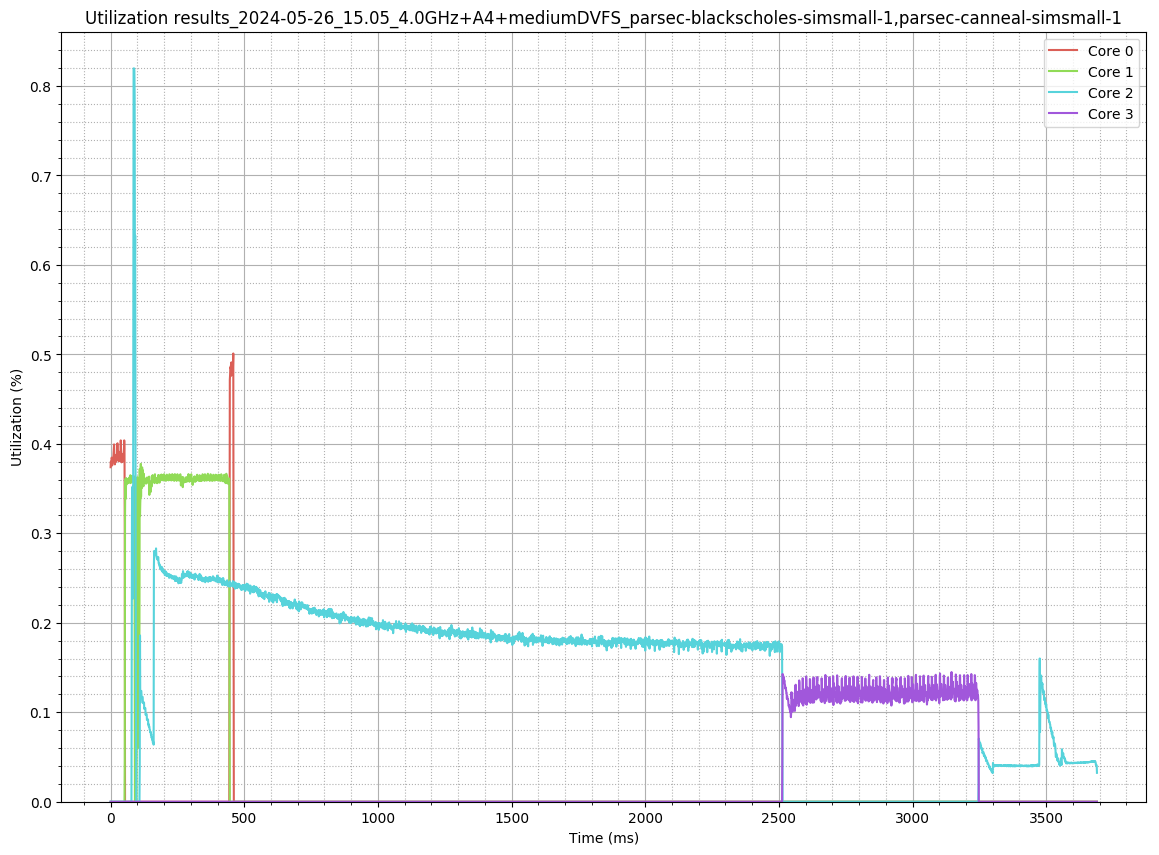 Utilization results_2024-05-26_15.05_4.0GHz+A4+mediumDVFS_parsec-blackscholes-simsmall-1,parsec-canneal-simsmall-1
Core 0
Core 1
Core 2
Core 3
0.8
0.7
0.6
0.5
0.4
0.3
0.2
0.1
0.0
Utilization (%)
0 500 1000 1500 2000 2500 3000 3500
Time (ms)